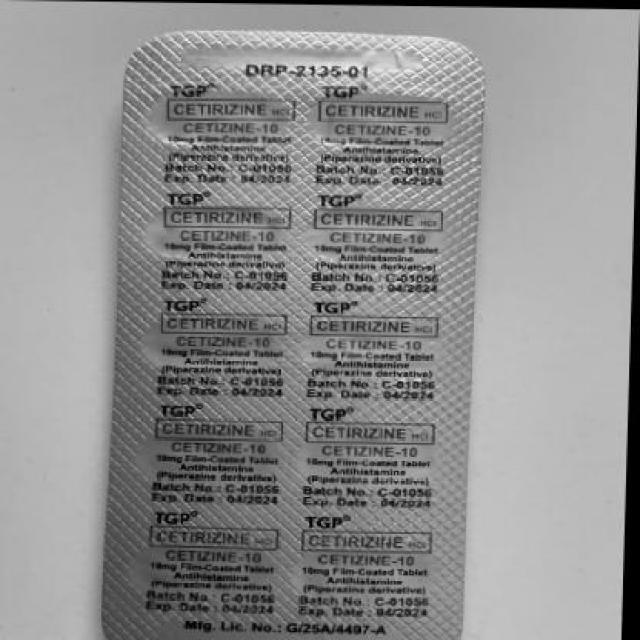 DRP-2135-01
TGP®
CETIRIZINE HCl
CETIZINE-10
10mg Film-Coated Tablet
Antihistamine
(Piperazine derivative)
Batch No.: C-01056
Exp. Date : 04/2024
TGP®
CETIRIZINE HCl
CETIZINE-10
10mg Film-Coated Tablet
Antihistamine
(Piperazine derivative)
Batch No.: C-01056
Exp. Date : 04/2024
TGP®
CETIRIZINE HCl
CETIZINE-10
10mg Film-Coated Tablet
Antihistamine
(Piperazine derivative)
Batch No.: C-01056
Exp. Date : 04/2024
TGP®
CETIRIZINE HCl
CETIZINE-10
10mg Film-Coated Tablet
Antihistamine
(Piperazine derivative)
Batch No.: C-01056
Exp. Date : 04/2024
TGP®
CETIRIZINE HCl
CETIZINE-10
10mg Film-Coated Tablet
Antihistamine
(Piperazine derivative)
Batch No.: C-01056
Exp. Date : 04/2024
TGP®
CETIRIZINE HCl
CETIZINE-10
10mg Film-Coated Tablet
Antihistamine
(Piperazine derivative)
Batch No.: C-01056
Exp. Date : 04/2024
TGP®
CETIRIZINE HCl
CETIZINE-10
10mg Film-Coated Tablet
Antihistamine
(Piperazine derivative)
Batch No.: C-01056
Exp. Date : 04/2024
TGP®
CETIRIZINE HCl
CETIZINE-10
10mg Film-Coated Tablet
Antihistamine
(Piperazine derivative)
Batch No.: C-01056
Exp. Date : 04/2024
TGP®
CETIRIZINE HCl
CETIZINE-10
10mg Film-Coated Tablet
Antihistamine
(Piperazine derivative)
Batch No.: C-01056
Exp. Date : 04/2024
TGP®
CETIRIZINE HCl
CETIZINE-10
10mg Film-Coated Tablet
Antihistamine
(Piperazine derivative)
Batch No.: C-01056
Exp. Date : 04/2024
Mfg. Lic. No.: G/25A/4497-A